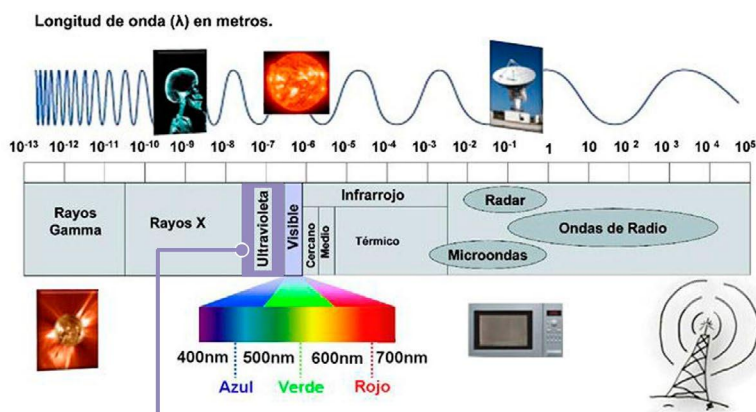 Longitud de onda (λ) en metros.
10⁻¹³ 10⁻¹² 10⁻¹¹ 10⁻¹⁰ 10⁻⁹ 10⁻⁸ 10⁻⁷ 10⁻⁶ 10⁻⁵ 10⁻⁴ 10⁻³ 10⁻² 10⁻¹ 1 10¹ 10² 10³ 10⁴ 10⁵
Rayos
Gamma
Rayos X
Ultravioleta
Visible
Infrarrojo
Cercano
Medio
Térmico
Radar
Ondas de Radio
Microondas
400nm 500nm 600nm 700nm
Azul Verde Rojo